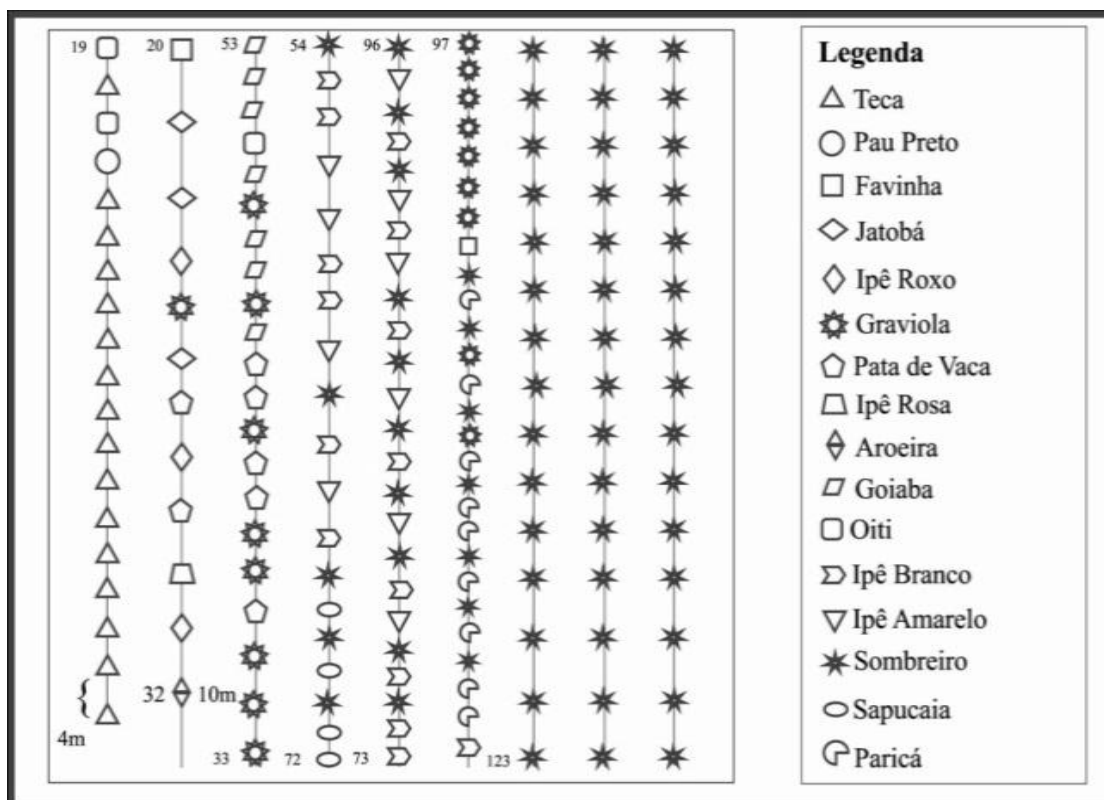 19 20 53 54 96 97
32 10m
4m
33 72 73 123
Legenda
Teca
Pau Preto
Favinha
Jatobá
Ipê Roxo
Graviola
Pata de Vaca
Ipê Rosa
Aroeira
Goiaba
Oiti
Ipê Branco
Ipê Amarelo
Sombreiro
Sapucaia
Paricá